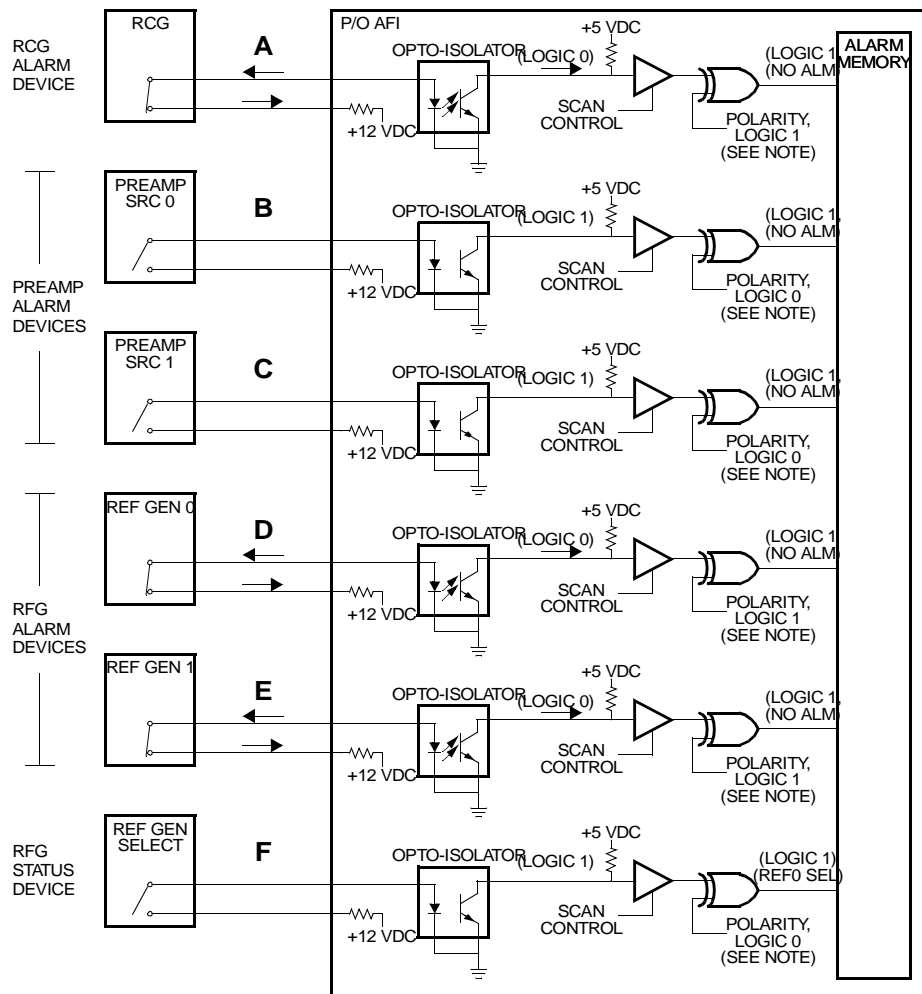 P/O AFI
RCG
ALARM
DEVICE
RCG
A
OPTO-ISOLATOR
(LOGIC 0)
+5 VDC
+12 VDC
SCAN
CONTROL
(LOGIC 1,
(NO ALM)
POLARITY,
LOGIC 1
(SEE NOTE)
ALARM
MEMORY
PREAMP
ALARM
DEVICES
PREAMP
SRC 0
B
OPTO-ISOLATOR
(LOGIC 1)
+5 VDC
+12 VDC
SCAN
CONTROL
(LOGIC 1,
(NO ALM)
POLARITY,
LOGIC 0
(SEE NOTE)
PREAMP
SRC 1
C
OPTO-ISOLATOR
(LOGIC 1)
+5 VDC
+12 VDC
SCAN
CONTROL
(LOGIC 1,
(NO ALM)
POLARITY,
LOGIC 0
(SEE NOTE)
RFG
ALARM
DEVICES
REF GEN 0
D
OPTO-ISOLATOR
(LOGIC 0)
+5 VDC
+12 VDC
SCAN
CONTROL
(LOGIC 1
(NO ALM)
POLARITY,
LOGIC 1
(SEE NOTE)
REF GEN 1
E
OPTO-ISOLATOR
(LOGIC 0)
+5 VDC
+12 VDC
SCAN
CONTROL
(LOGIC 1,
(NO ALM)
POLARITY,
LOGIC 1
(SEE NOTE)
RFG
STATUS
DEVICE
REF GEN
SELECT
F
OPTO-ISOLATOR
(LOGIC 1)
+5 VDC
+12 VDC
SCAN
CONTROL
(LOGIC 1)
(REF0 SEL)
POLARITY,
LOGIC 0
(SEE NOTE)